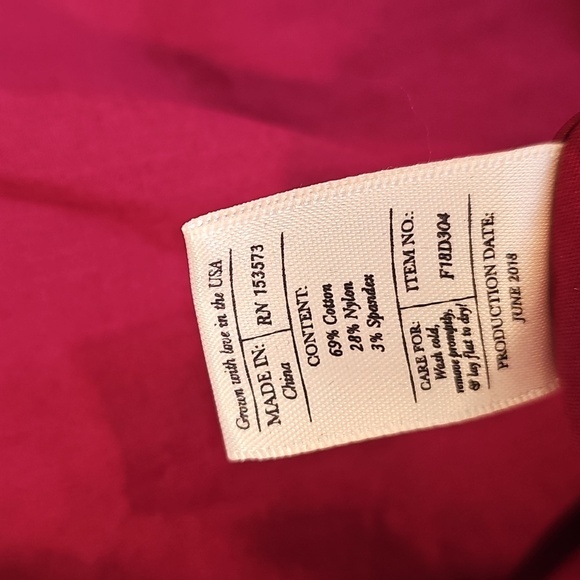 Grown with love in the USA
MADE IN:
China
RN 153573
CONTENT:
69% Cotton
28% Nylon
3% Spandex
CARE FOR:
Wash cold,
remove promptly,
& lay flat to dry!
ITEM NO.:
F18D304
PRODUCTION DATE:
JUNE 2018